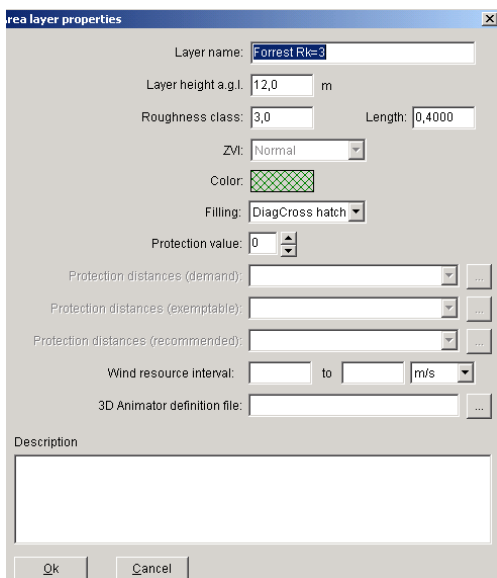 rea layer properties
Layer name: Forrest Rk=3
Layer height a.g.l. 12,0 m
Roughness class: 3,0 Length: 0,4000
ZVI: Normal
Color:
Filling: DiagCross hatch
Protection value: 0
Protection distances (demand): ...
Protection distances (exemptable): ...
Protection distances (recommended): ...
Wind resource interval: to m/s
3D Animator definition file: ...
Description
Ok Cancel